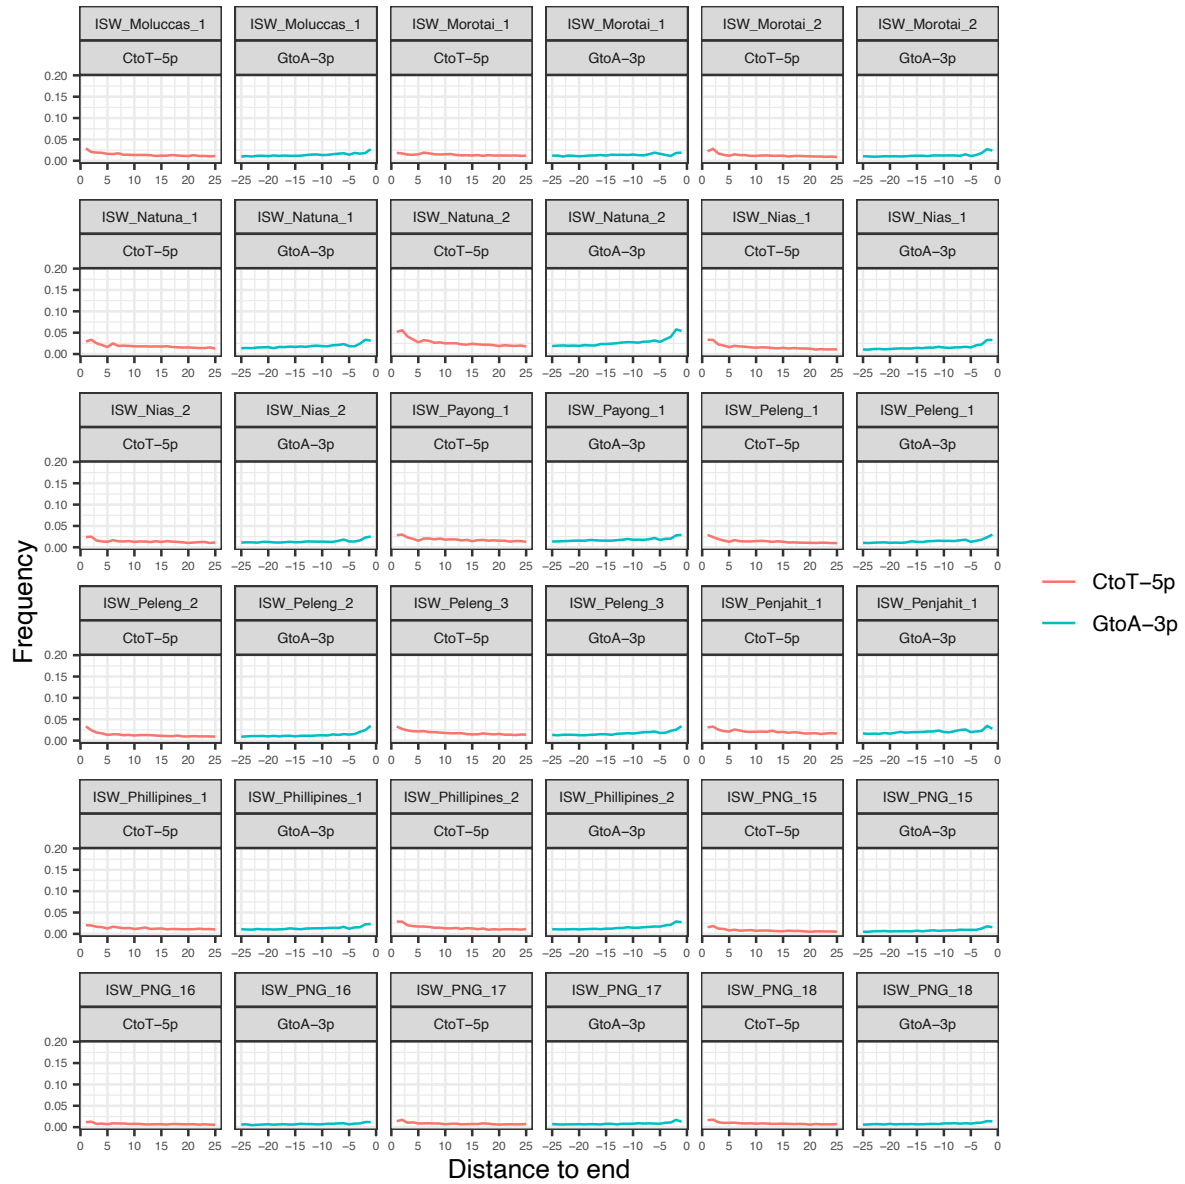 ISW_Moluccas_1 ISW_Moluccas_1 ISW_Morotai_1 ISW_Morotai_1 ISW_Morotai_2 ISW_Morotai_2
CtoT−5p GtoA−3p CtoT−5p GtoA−3p CtoT−5p GtoA−3p
0.20
0.15
0.10
0.05
0.00
0 5 10 15 20 25 −25 −20 −15 −10 −5 0 0 5 10 15 20 25 −25 −20 −15 −10 −5 0 0 5 10 15 20 25 −25 −20 −15 −10 −5 0
ISW_Natuna_1 ISW_Natuna_1 ISW_Natuna_2 ISW_Natuna_2 ISW_Nias_1 ISW_Nias_1
CtoT−5p GtoA−3p CtoT−5p GtoA−3p CtoT−5p GtoA−3p
0.20
0.15
0.10
0.05
0.00
0 5 10 15 20 25 −25 −20 −15 −10 −5 0 0 5 10 15 20 25 −25 −20 −15 −10 −5 0 0 5 10 15 20 25 −25 −20 −15 −10 −5 0
ISW_Nias_2 ISW_Nias_2 ISW_Payong_1 ISW_Payong_1 ISW_Peleng_1 ISW_Peleng_1
CtoT−5p GtoA−3p CtoT−5p GtoA−3p CtoT−5p GtoA−3p
0.20
0.15
0.10
0.05
0.00
0 5 10 15 20 25 −25 −20 −15 −10 −5 0 0 5 10 15 20 25 −25 −20 −15 −10 −5 0 0 5 10 15 20 25 −25 −20 −15 −10 −5 0
ISW_Peleng_2 ISW_Peleng_2 ISW_Peleng_3 ISW_Peleng_3 ISW_Penjahit_1 ISW_Penjahit_1
CtoT−5p GtoA−3p CtoT−5p GtoA−3p CtoT−5p GtoA−3p
0.20
0.15
0.10
0.05
0.00
0 5 10 15 20 25 −25 −20 −15 −10 −5 0 0 5 10 15 20 25 −25 −20 −15 −10 −5 0 0 5 10 15 20 25 −25 −20 −15 −10 −5 0
ISW_Phillipines_1 ISW_Phillipines_1 ISW_Phillipines_2 ISW_Phillipines_2 ISW_PNG_15 ISW_PNG_15
CtoT−5p GtoA−3p CtoT−5p GtoA−3p CtoT−5p GtoA−3p
0.20
0.15
0.10
0.05
0.00
0 5 10 15 20 25 −25 −20 −15 −10 −5 0 0 5 10 15 20 25 −25 −20 −15 −10 −5 0 0 5 10 15 20 25 −25 −20 −15 −10 −5 0
ISW_PNG_16 ISW_PNG_16 ISW_PNG_17 ISW_PNG_17 ISW_PNG_18 ISW_PNG_18
CtoT−5p GtoA−3p CtoT−5p GtoA−3p CtoT−5p GtoA−3p
0.20
0.15
0.10
0.05
0.00
0 5 10 15 20 25 −25 −20 −15 −10 −5 0 0 5 10 15 20 25 −25 −20 −15 −10 −5 0 0 5 10 15 20 25 −25 −20 −15 −10 −5 0
Frequency
Distance to end
CtoT−5p
GtoA−3p